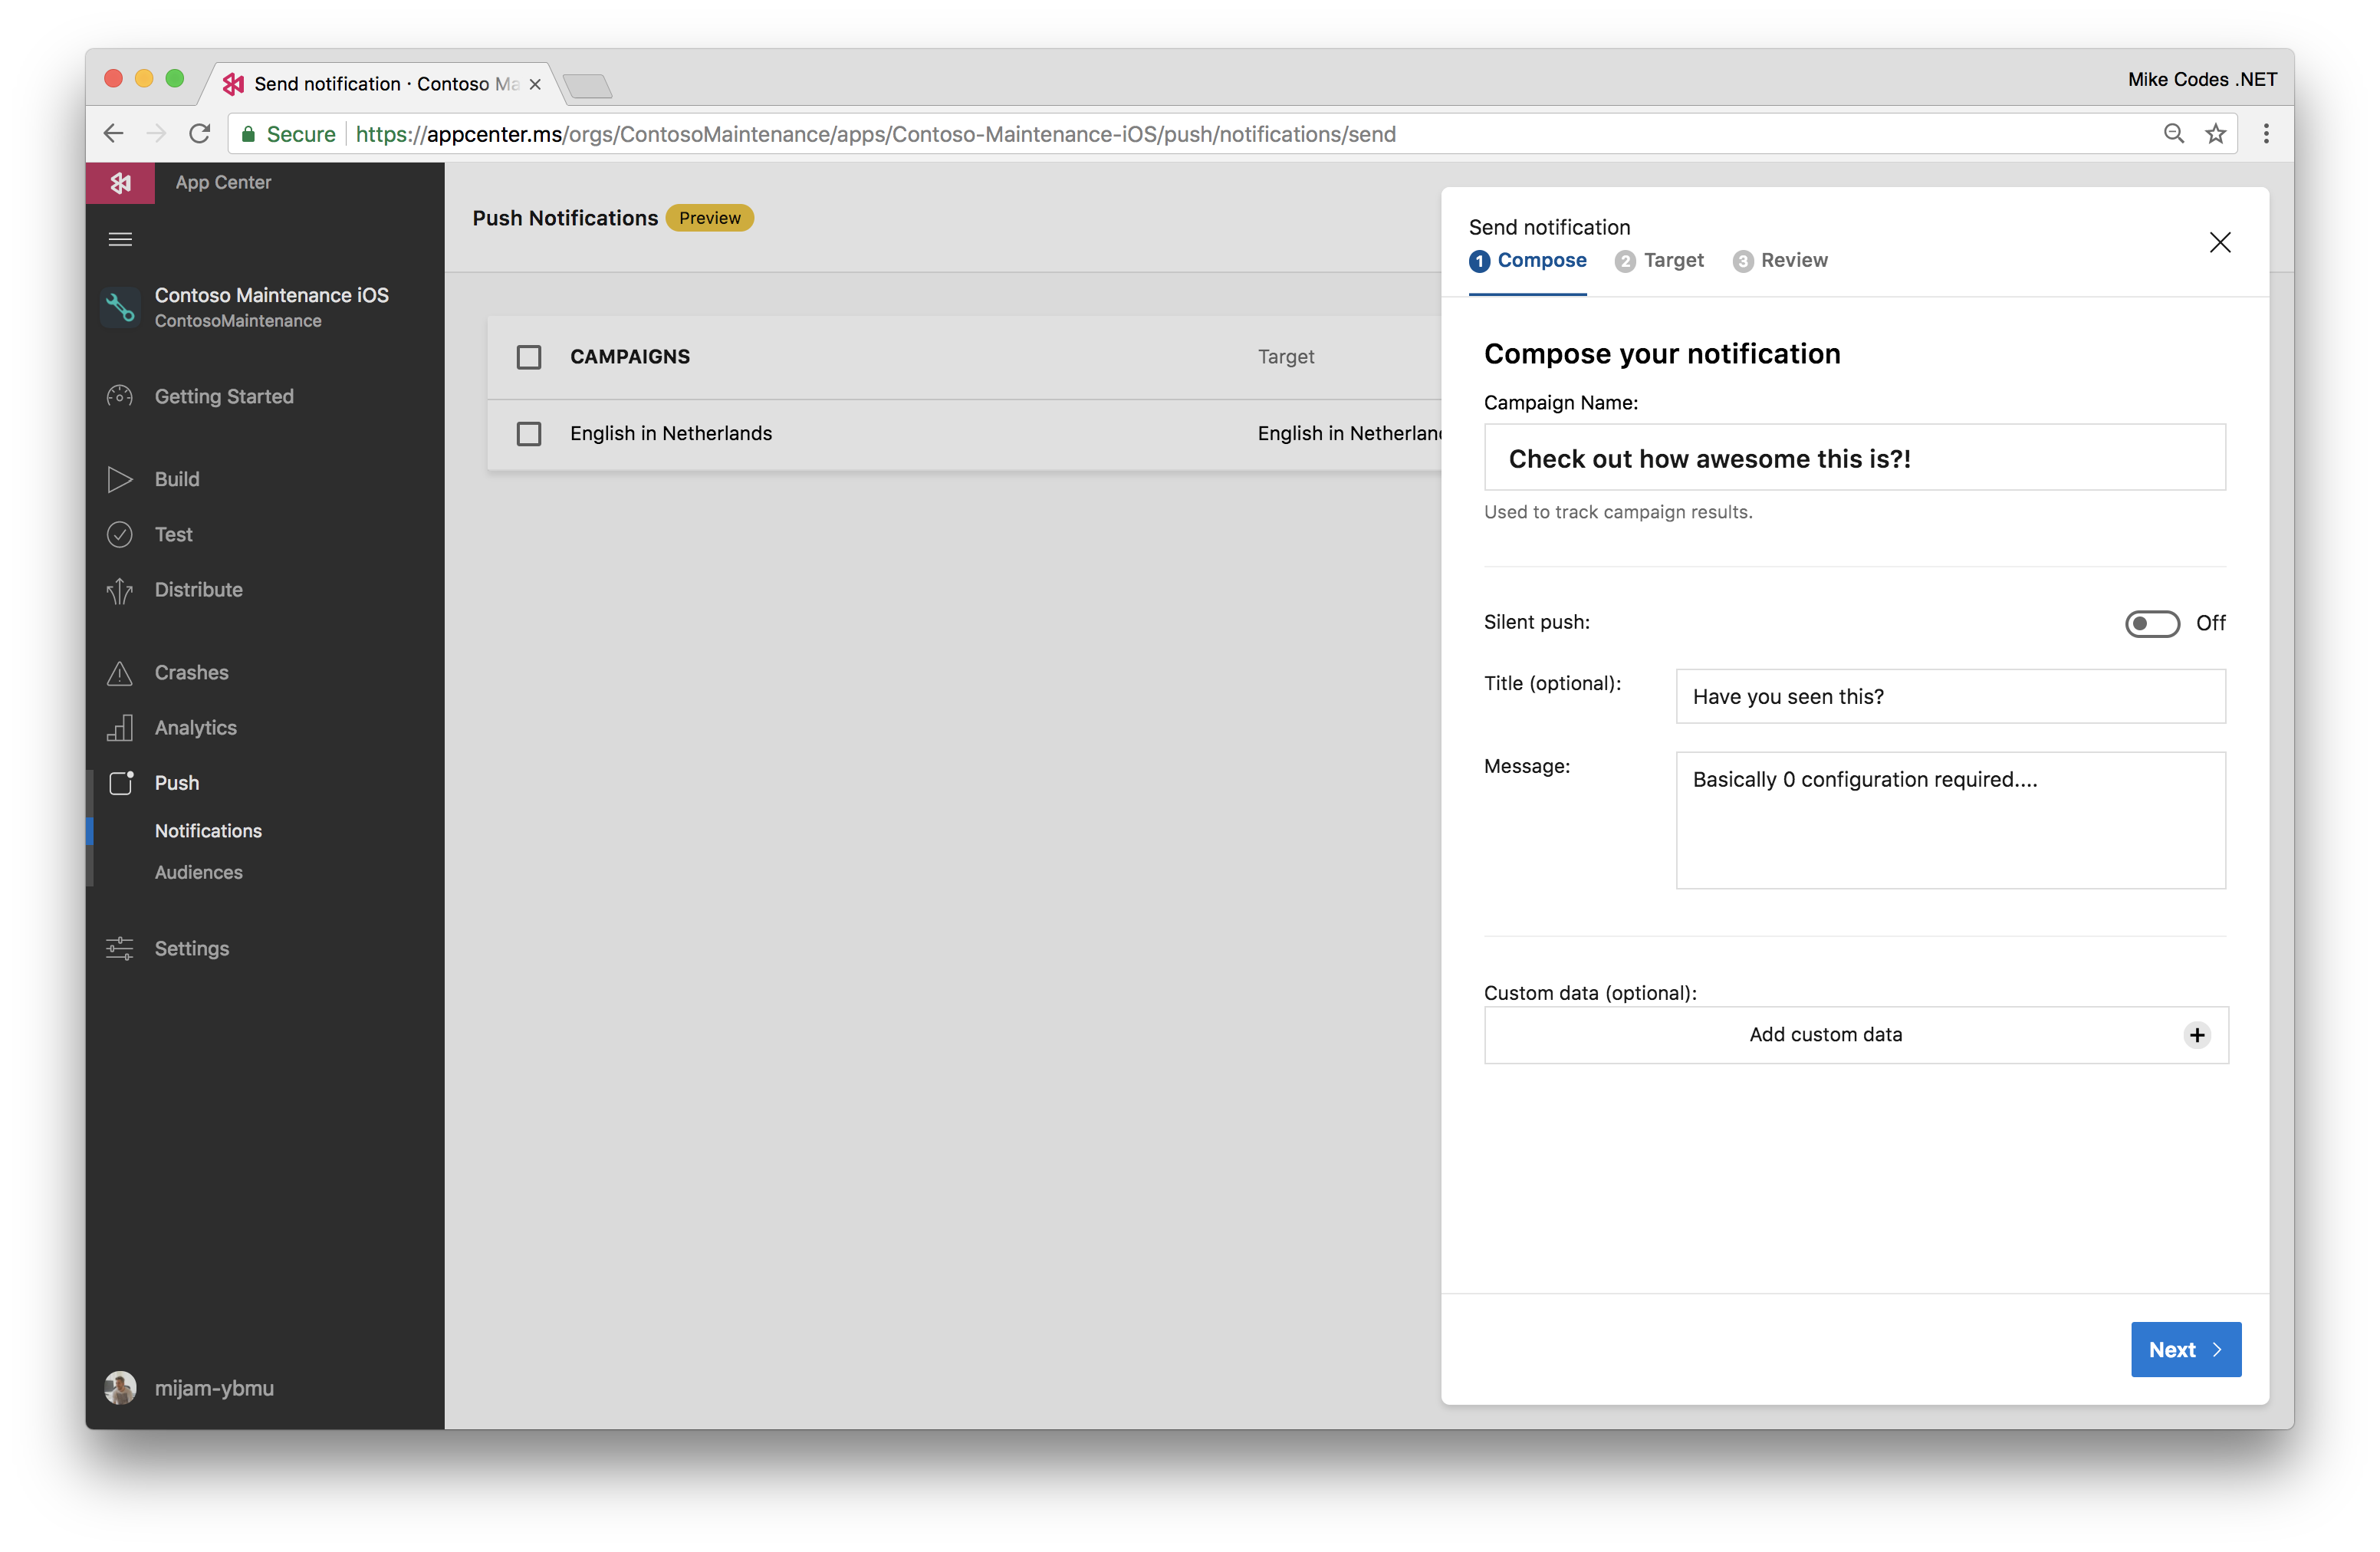 Send notification · Contoso Ma
Mike Codes .NET
Secure https://appcenter.ms/orgs/ContosoMaintenance/apps/Contoso-Maintenance-iOS/push/notifications/send
App Center
Contoso Maintenance iOS
ContosoMaintenance
Getting Started
Build
Test
Distribute
Crashes
Analytics
Push
Notifications
Audiences
Settings
mijam-ybmu
Push Notifications Preview
CAMPAIGNS Target
English in Netherlands English in Netherlan
Send notification
1 Compose 2 Target 3 Review
Compose your notification
Campaign Name:
Check out how awesome this is?!
Used to track campaign results.
Silent push: Off
Title (optional): Have you seen this?
Message: Basically 0 configuration required....
Custom data (optional):
Add custom data
Next